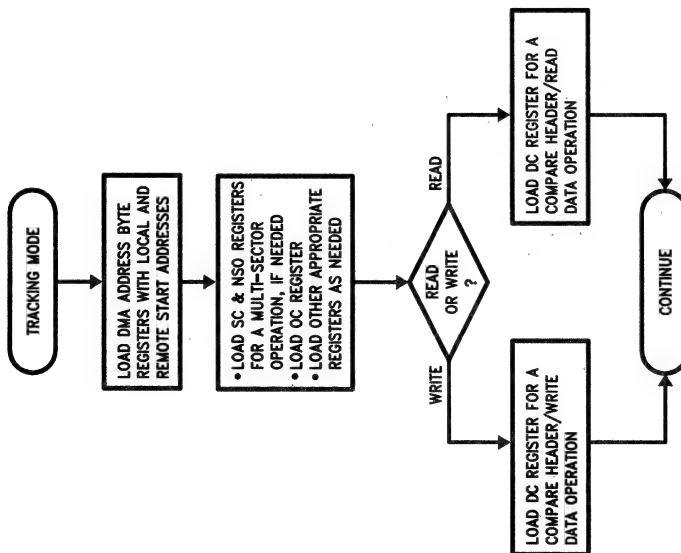 TRACKING MODE
LOAD DMA ADDRESS BYTE
REGISTERS WITH LOCAL AND
REMOTE START ADDRESSES
• LOAD SC & NSO REGISTERS
FOR A MULTI-SECTOR
OPERATION, IF NEEDED
• LOAD OC REGISTER
• LOAD OTHER APPROPRIATE
REGISTERS AS NEEDED
READ
OR WRITE
?
WRITE
READ
LOAD DC REGISTER FOR A
COMPARE HEADER/WRITE
DATA OPERATION
LOAD DC REGISTER FOR A
COMPARE HEADER/READ
DATA OPERATION
CONTINUE